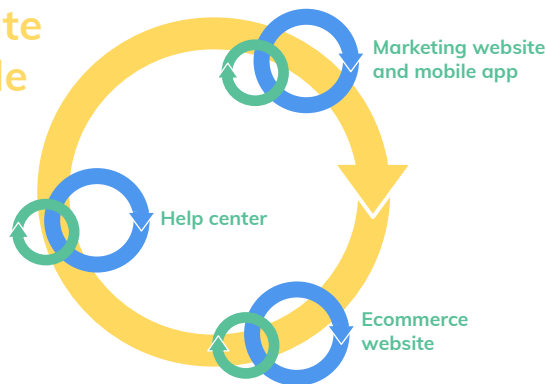 Marketing website
and mobile app
Help center
Ecommerce
website